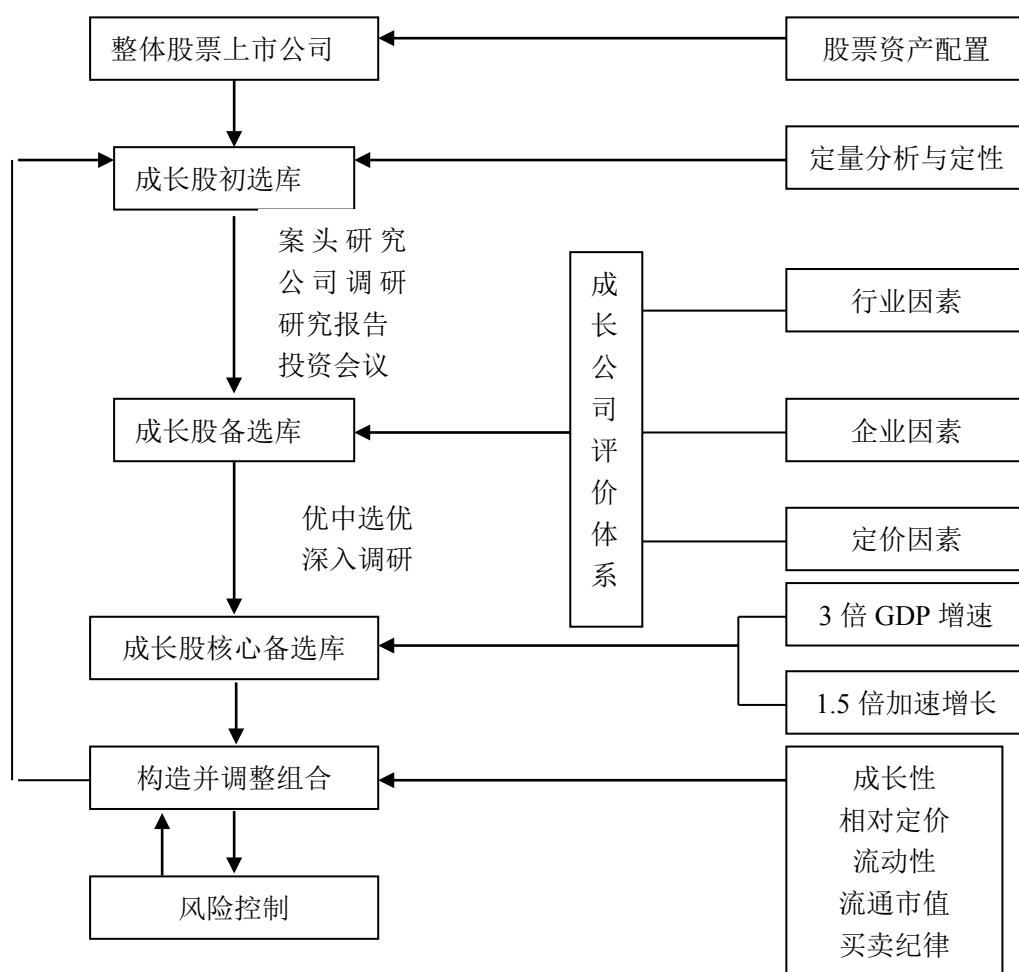 整体股票上市公司
股票资产配置
成长股初选库
定量分析与定性
案头研究
公司调研
研究报告
投资会议
成长公司评价体系
行业因素
成长股备选库
企业因素
优中选优
深入调研
定价因素
3 倍 GDP 增速
成长股核心备选库
1.5 倍加速增长
构造并调整组合
成长性
相对定价
流动性
流通市值
买卖纪律
风险控制